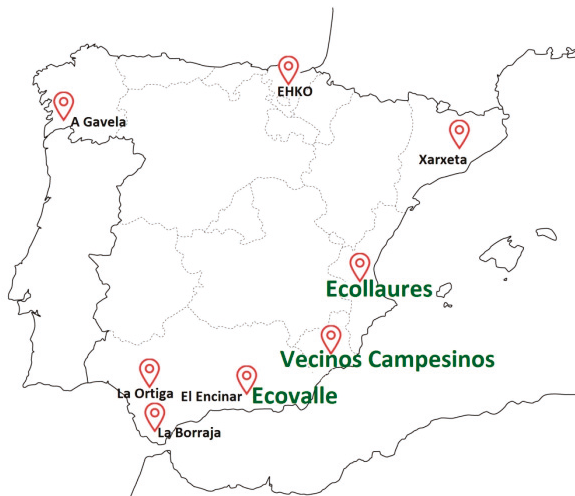 EHKO
A Gavela
Xarxeta
Ecollaures
Vecinos Campesinos
La Ortiga
El Encinar
Ecovalle
La Borraja